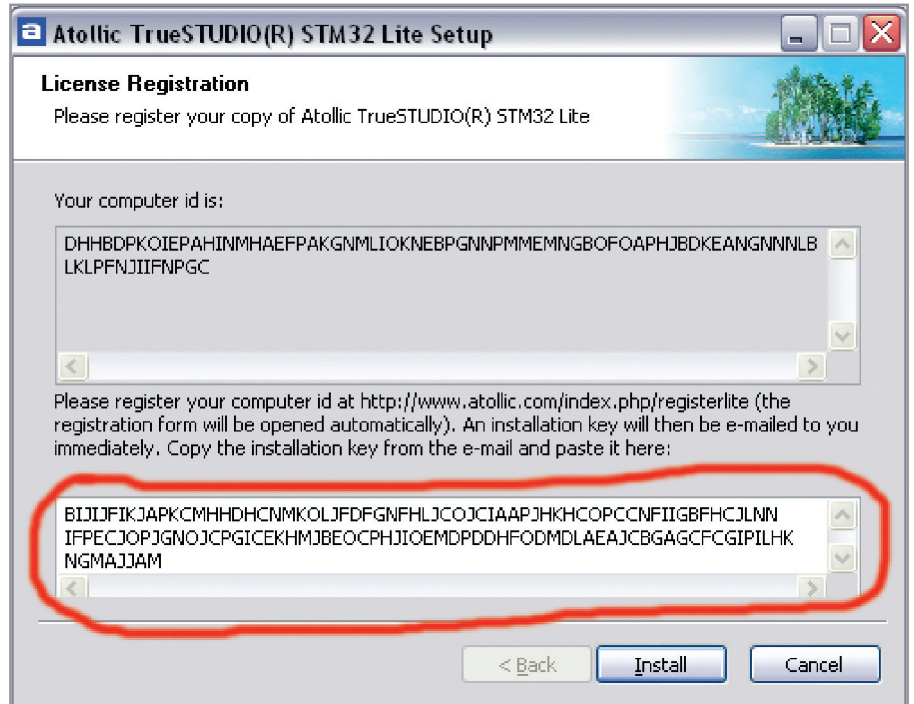 a Atollic TrueSTUDIO(R) STM32 Lite Setup
License Registration
Please register your copy of Atollic TrueSTUDIO(R) STM32 Lite
Your computer id is:
DHHBDPKOIEPAHINMHAEFPAKGNMLIOKNEBPGNNPMMEMNGBOFOAPHJBDKEANGNNNLB
LKLPFNJIIFNPGC
Please register your computer id at http://www.atollic.com/index.php/registerlite (the
registration form will be opened automatically). An installation key will then be e-mailed to you
immediately. Copy the installation key from the e-mail and paste it here:
BIJIJFIKJAPKCMHHDHCNMKOLJFDFGNFHLJCOJCIAAPJHKHCOPCCNFIIGBFHCJLNN
IFPECJOPJGNOJCPGICEKHMJBEOCPHJIOEMDPDDHFODMDLAEAJCBGAGCFCGIPILHK
NGMAJJAM
< Back Install Cancel